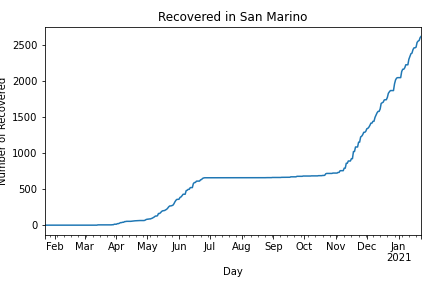 Recovered in San Marino
Number of Recovered
2500
2000
1500
1000
500
0
Feb Mar Apr May Jun Jul Aug Sep Oct Nov Dec Jan
2021
Day